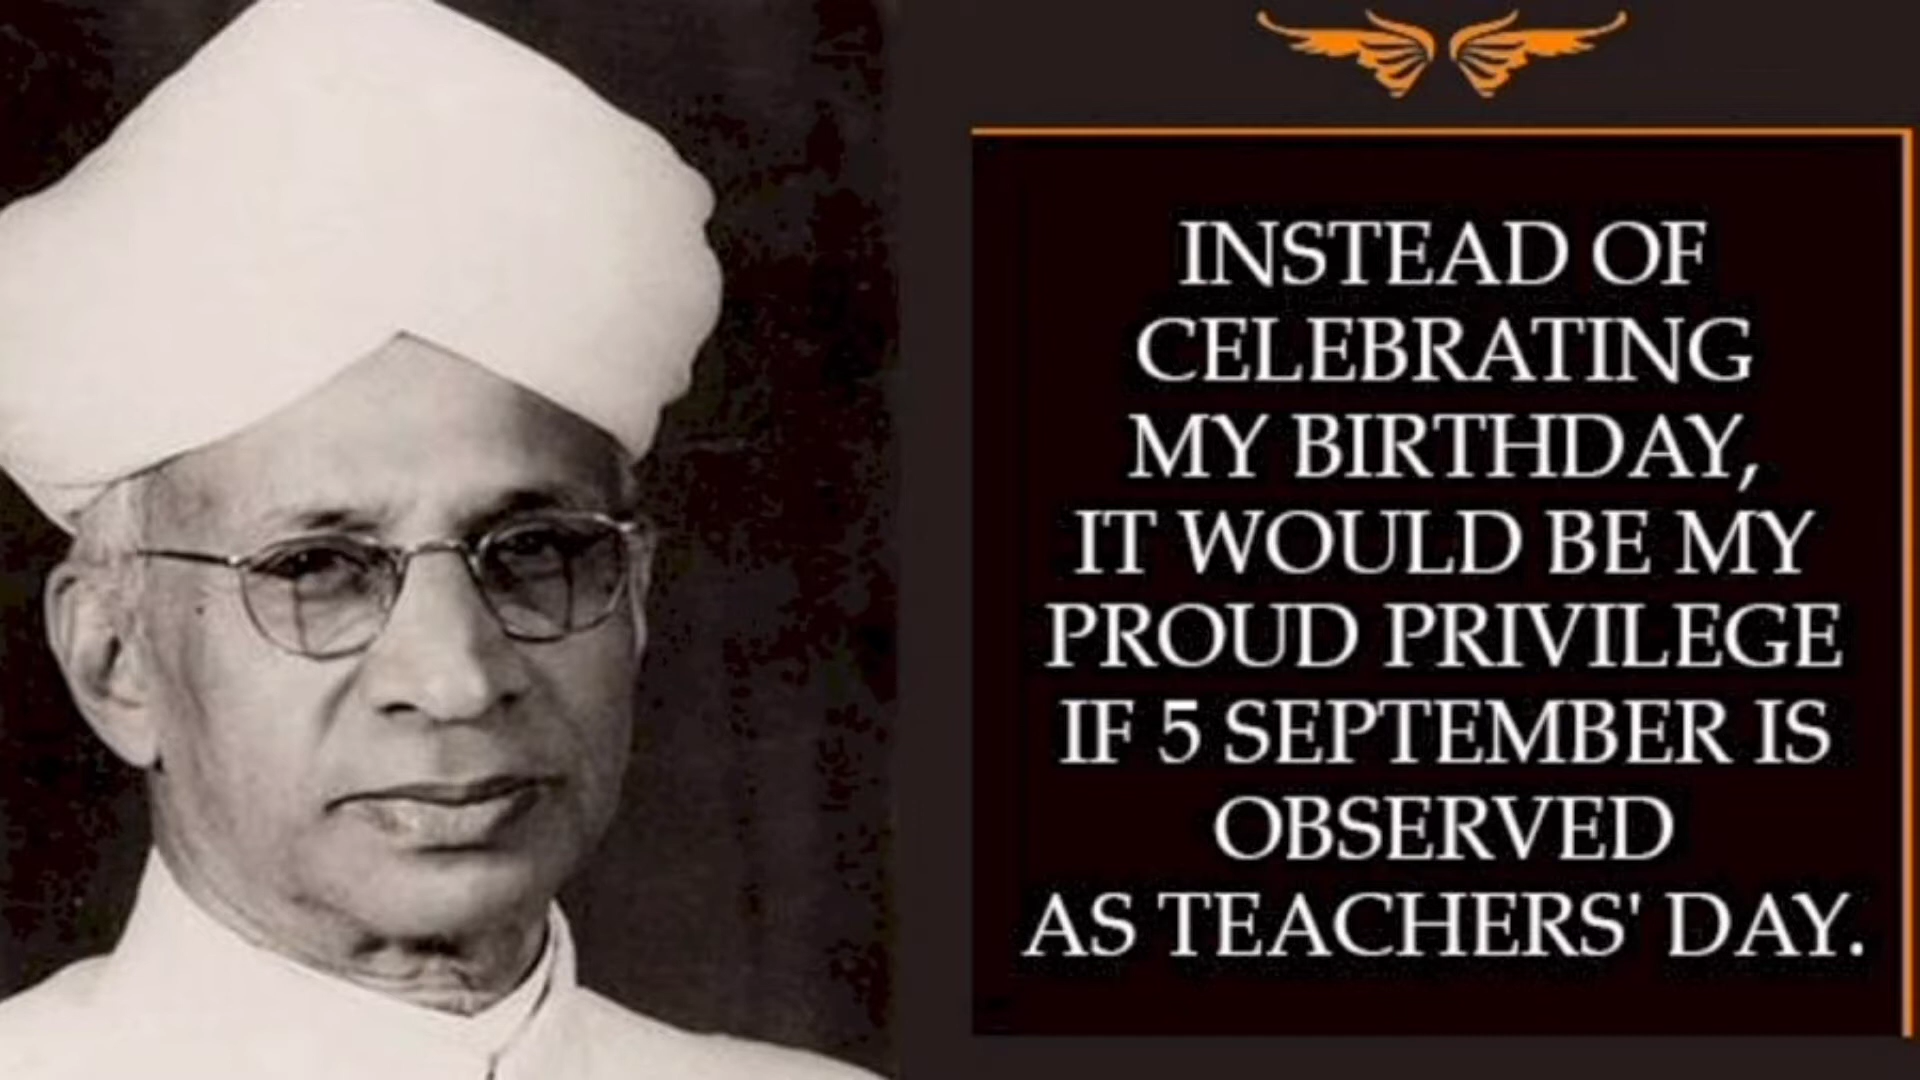 INSTEAD OF
CELEBRATING
MY BIRTHDAY,
IT WOULD BE MY
PROUD PRIVILEGE
IF 5 SEPTEMBER IS
OBSERVED
AS TEACHERS' DAY.